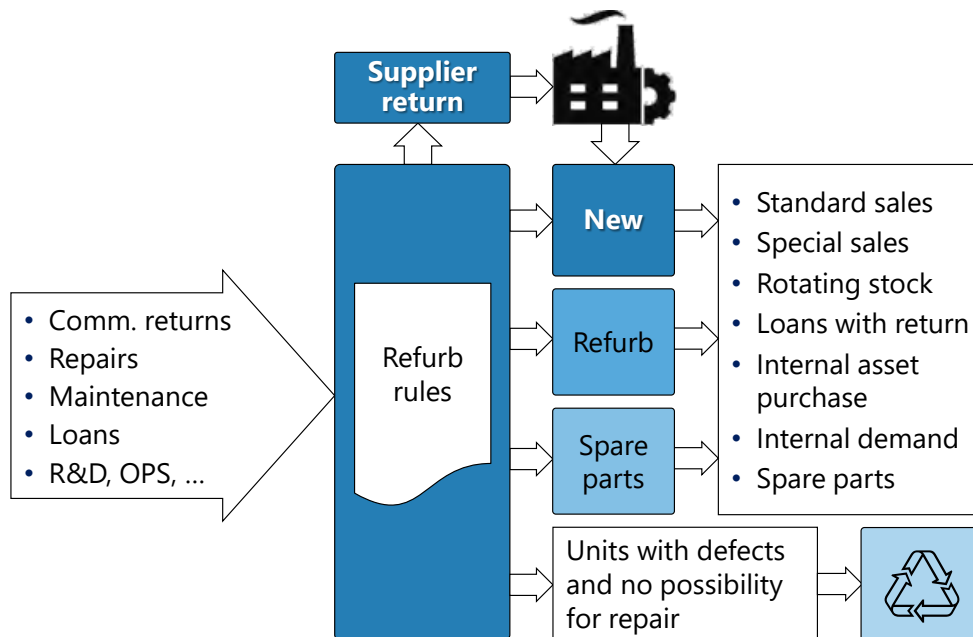 Supplier
return
New
• Standard sales
• Special sales
• Rotating stock
• Loans with return
• Internal asset
purchase
• Internal demand
• Spare parts
• Comm. returns
• Repairs
• Maintenance
• Loans
• R&D, OPS, ...
Refurb
rules
Refurb
Spare
parts
Units with defects
and no possibility
for repair